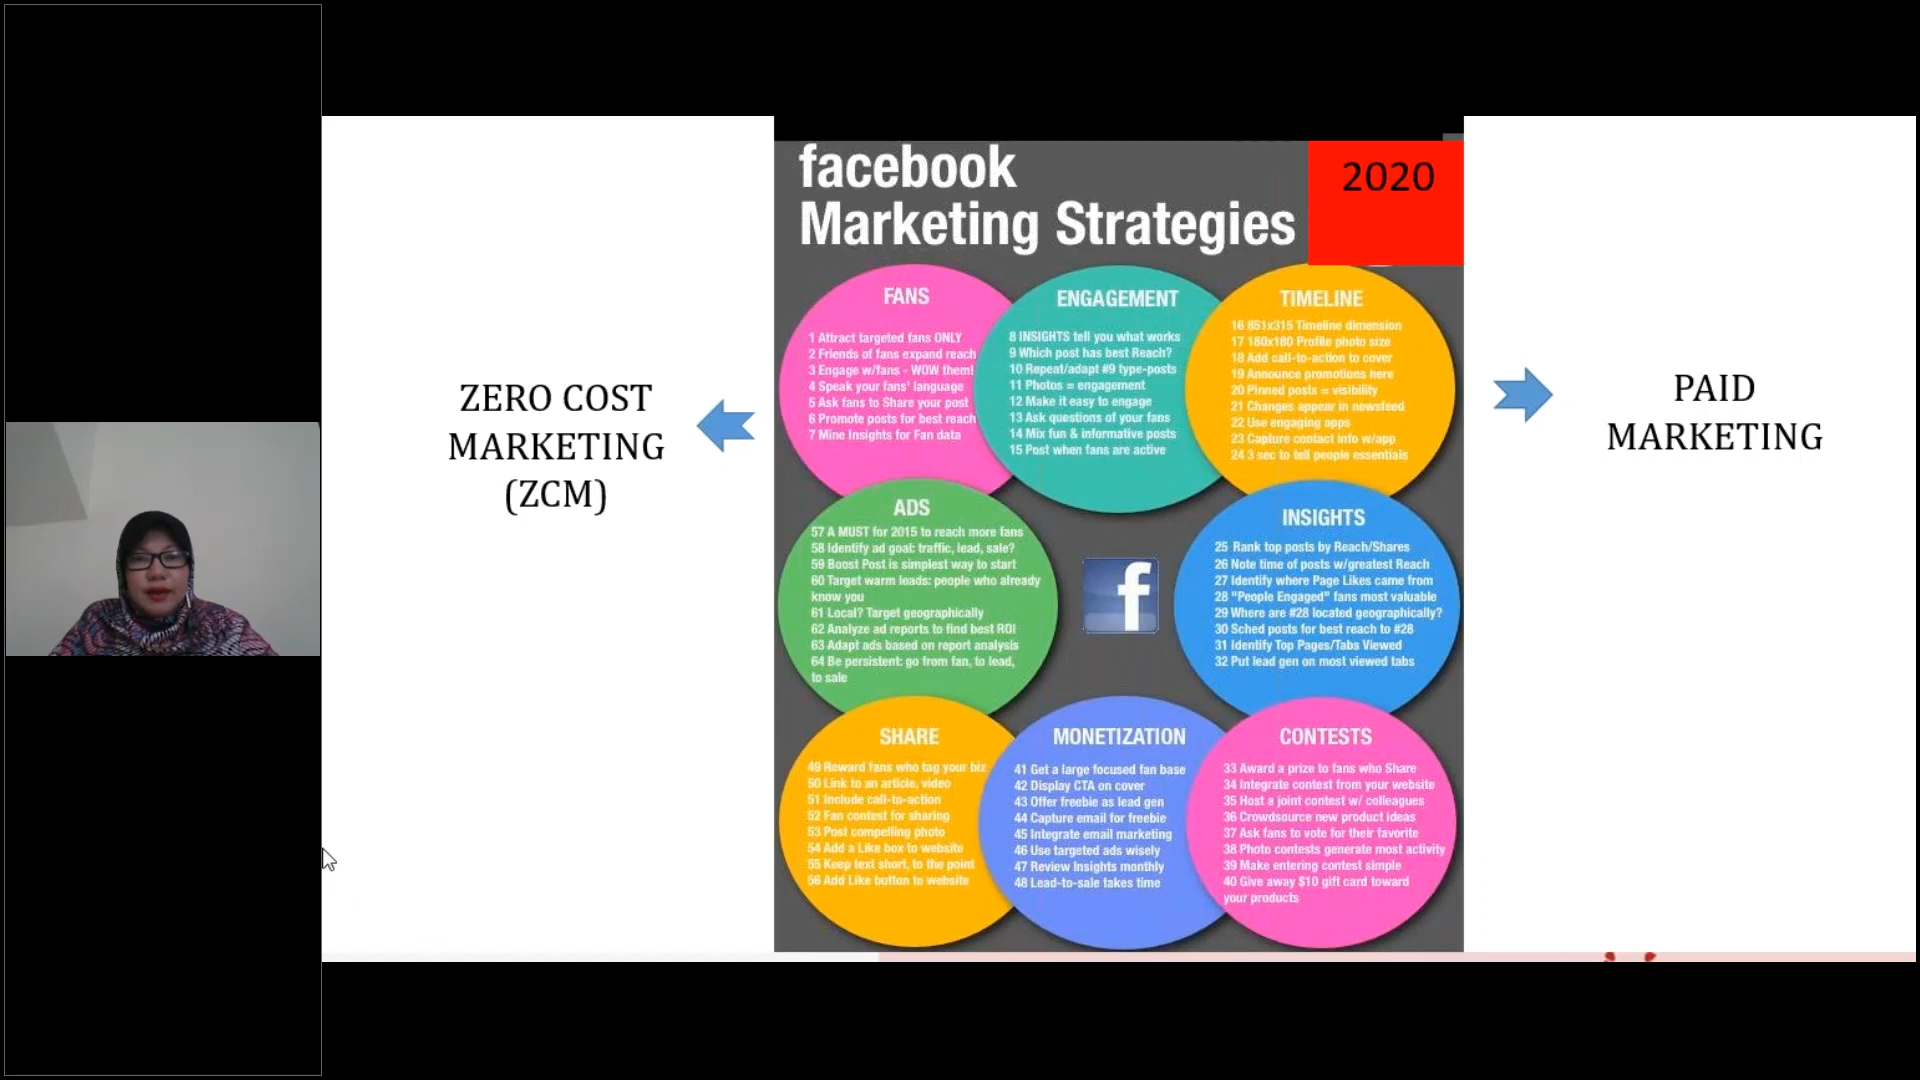 ZERO COST
MARKETING
(ZCM)
facebook
Marketing Strategies
2020
FANS
1 Attract targeted fans ONLY
2 Friends of fans expand reach
3 Engage w/fans - WOW them!
4 Speak your fans' language
5 Ask fans to Share your post
6 Promote posts for best reach
7 Mine Insights for Fan data
ENGAGEMENT
8 INSIGHTS tell you what works
9 Which post has best Reach?
10 Repeat/adapt #9 type-posts
11 Photos = engagement
12 Make it easy to engage
13 Ask questions of your fans
14 Mix fun & informative posts
15 Post when fans are active
TIMELINE
16 851x315 Timeline dimension
17 180x180 Profile photo size
18 Add call-to-action to cover
19 Announce promotions here
20 Pinned posts = visibility
21 Changes appear in newsfeed
22 Use engaging apps
23 Capture contact info w/app
24 3 sec to tell people essentials
ADS
57 A MUST for 2015 to reach more fans
58 Identify ad goal: traffic, lead, sale?
59 Boost Post is simplest way to start
60 Target warm leads: people who already
know you
61 Local? Target geographically
62 Analyze ad reports to find best ROI
63 Adapt ads based on report analysis
64 Be persistent: go from fan, to lead,
to sale
f
INSIGHTS
25 Rank top posts by Reach/Shares
26 Note time of posts w/greatest Reach
27 Identify where Page Likes came from
28 "People Engaged" fans most valuable
29 Where are #28 located geographically?
30 Sched posts for best reach to #28
31 Identify Top Pages/Tabs Viewed
32 Put lead gen on most viewed tabs
SHARE
49 Reward fans who tag your biz
50 Link to an article, video
51 Include call-to-action
52 Fan contest for sharing
53 Post compelling photo
54 Add a Like box to website
55 Keep text short, to the point
56 Add Like button to website
MONETIZATION
41 Get a large focused fan base
42 Display CTA on cover
43 Offer freebie as lead gen
44 Capture email for freebie
45 Integrate email marketing
46 Use targeted ads wisely
47 Review Insights monthly
48 Lead-to-sale takes time
CONTESTS
33 Award a prize to fans who Share
34 Integrate contest from your website
35 Host a joint contest w/ colleagues
36 Crowdsource new product ideas
37 Ask fans to vote for their favorite
38 Photo contests generate most activity
39 Make entering contest simple
40 Give away $10 gift card toward
your products
PAID
MARKETING